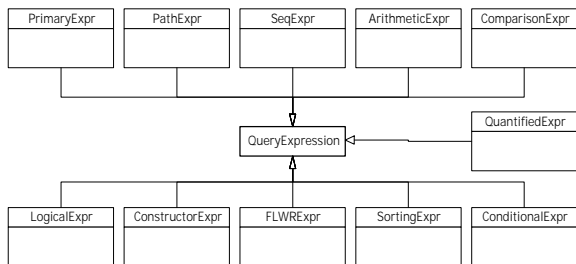 PrimaryExpr
PathExpr
SeqExpr
ArithmeticExpr
ComparisonExpr
QueryExpression
QuantifiedExpr
LogicalExpr
ConstructorExpr
FLWRExpr
SortingExpr
ConditionalExpr